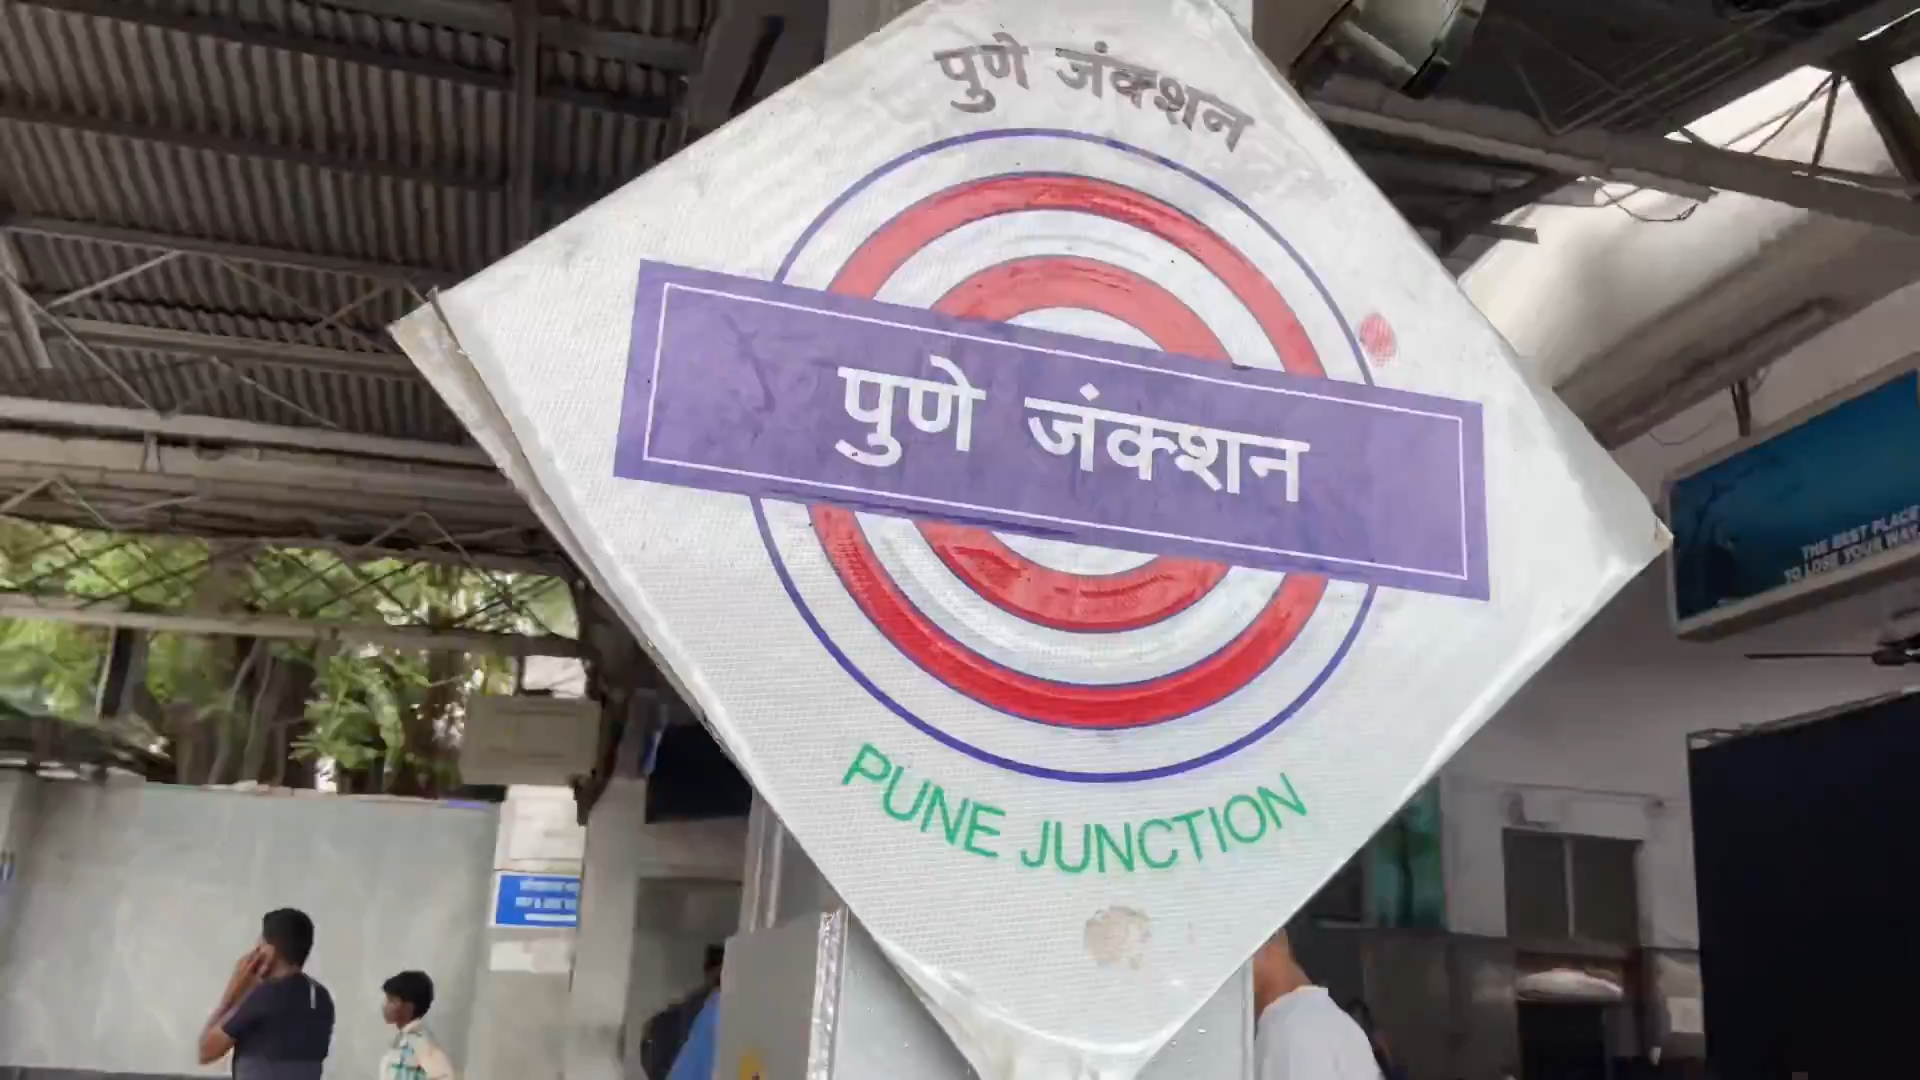 पुणे जंक्शन
पुणे जंक्शन
PUNE JUNCTION
THE BEST PLACE
TO LOSE YOUR WAY.